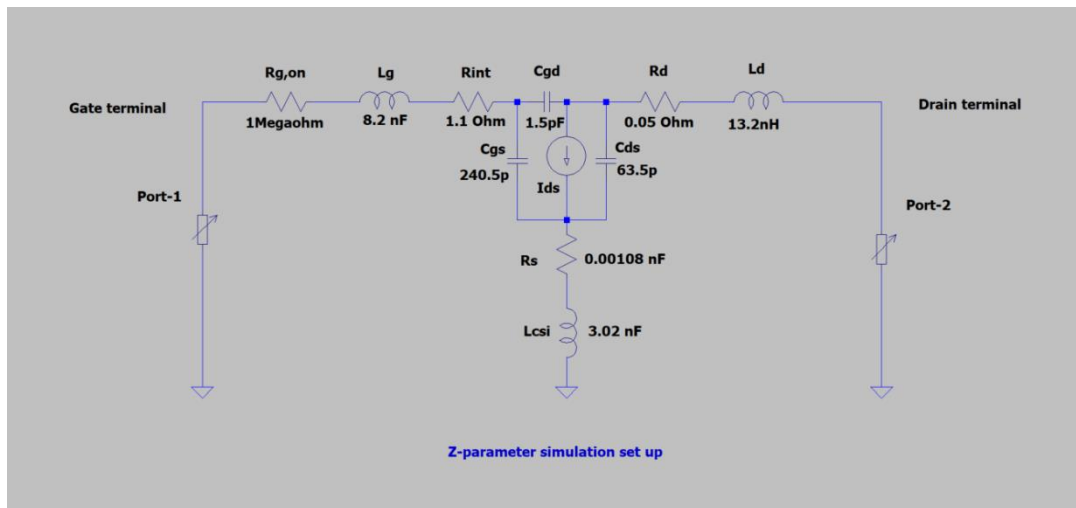 Rg,on
Lg
Rint
Cgd
Rd
Ld
Gate terminal
Drain terminal
1Megaohm
8.2 nF
1.1 Ohm
1.5pF
0.05 Ohm
13.2nH
Cgs
Cds
240.5p
63.5p
Ids
Port-1
Port-2
Rs
0.00108 nF
Lcsi
3.02 nF
Z-parameter simulation set up